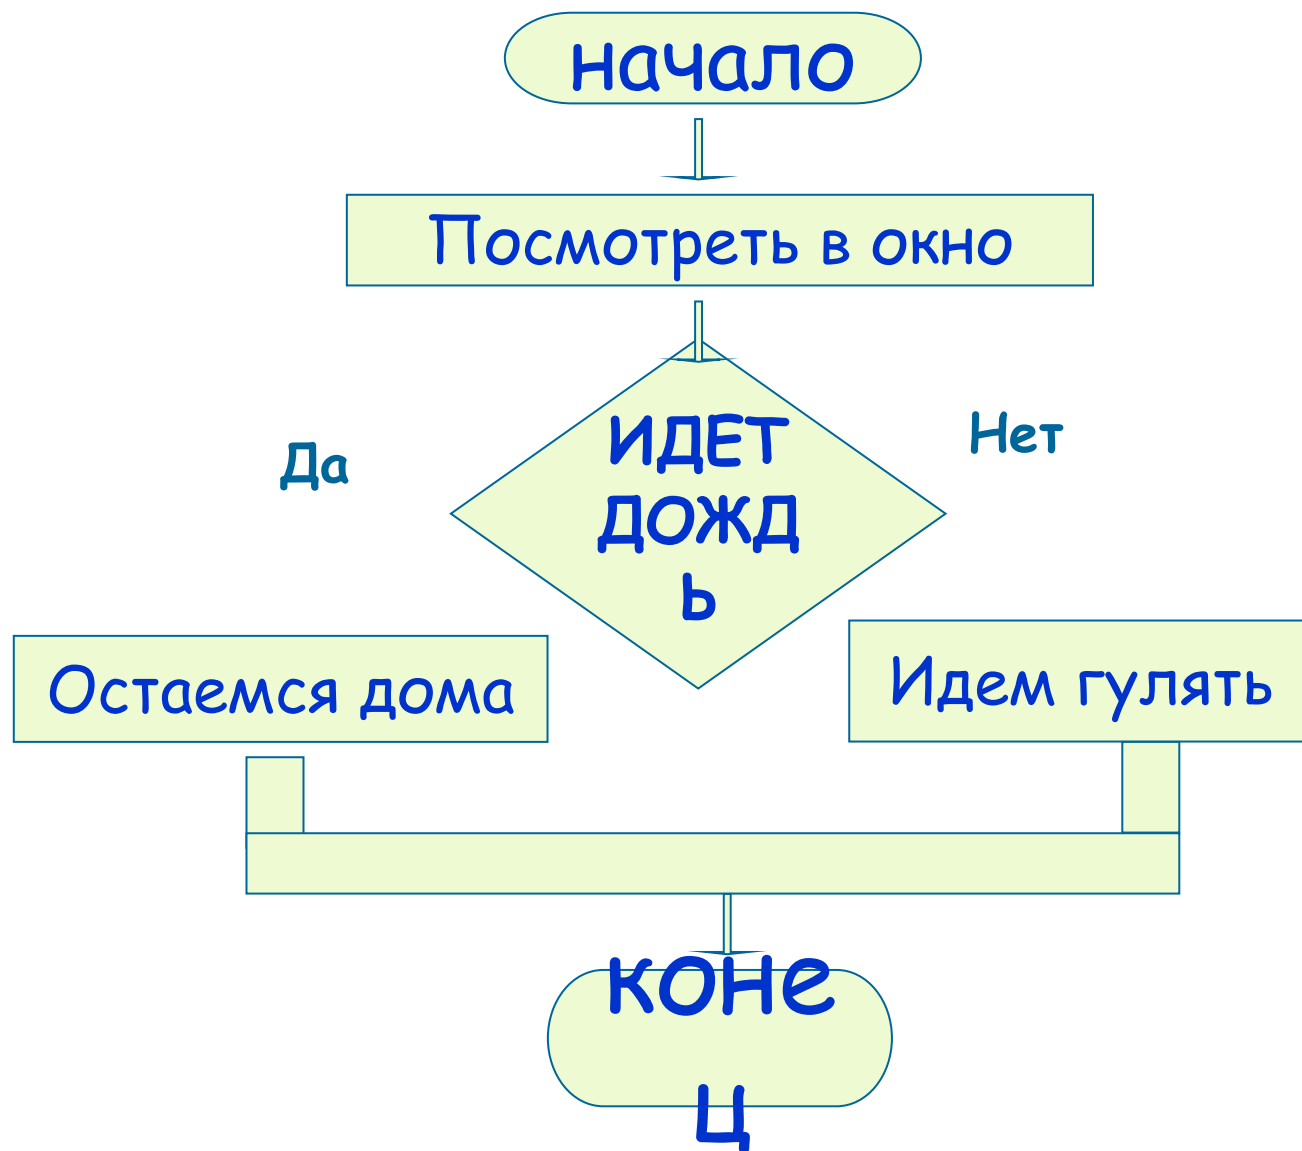 начало
Посмотреть в окно
ИДЕТ
ДОЖД
Ь
Да
Нет
Остаемся дома
Идем гулять
коне
ц